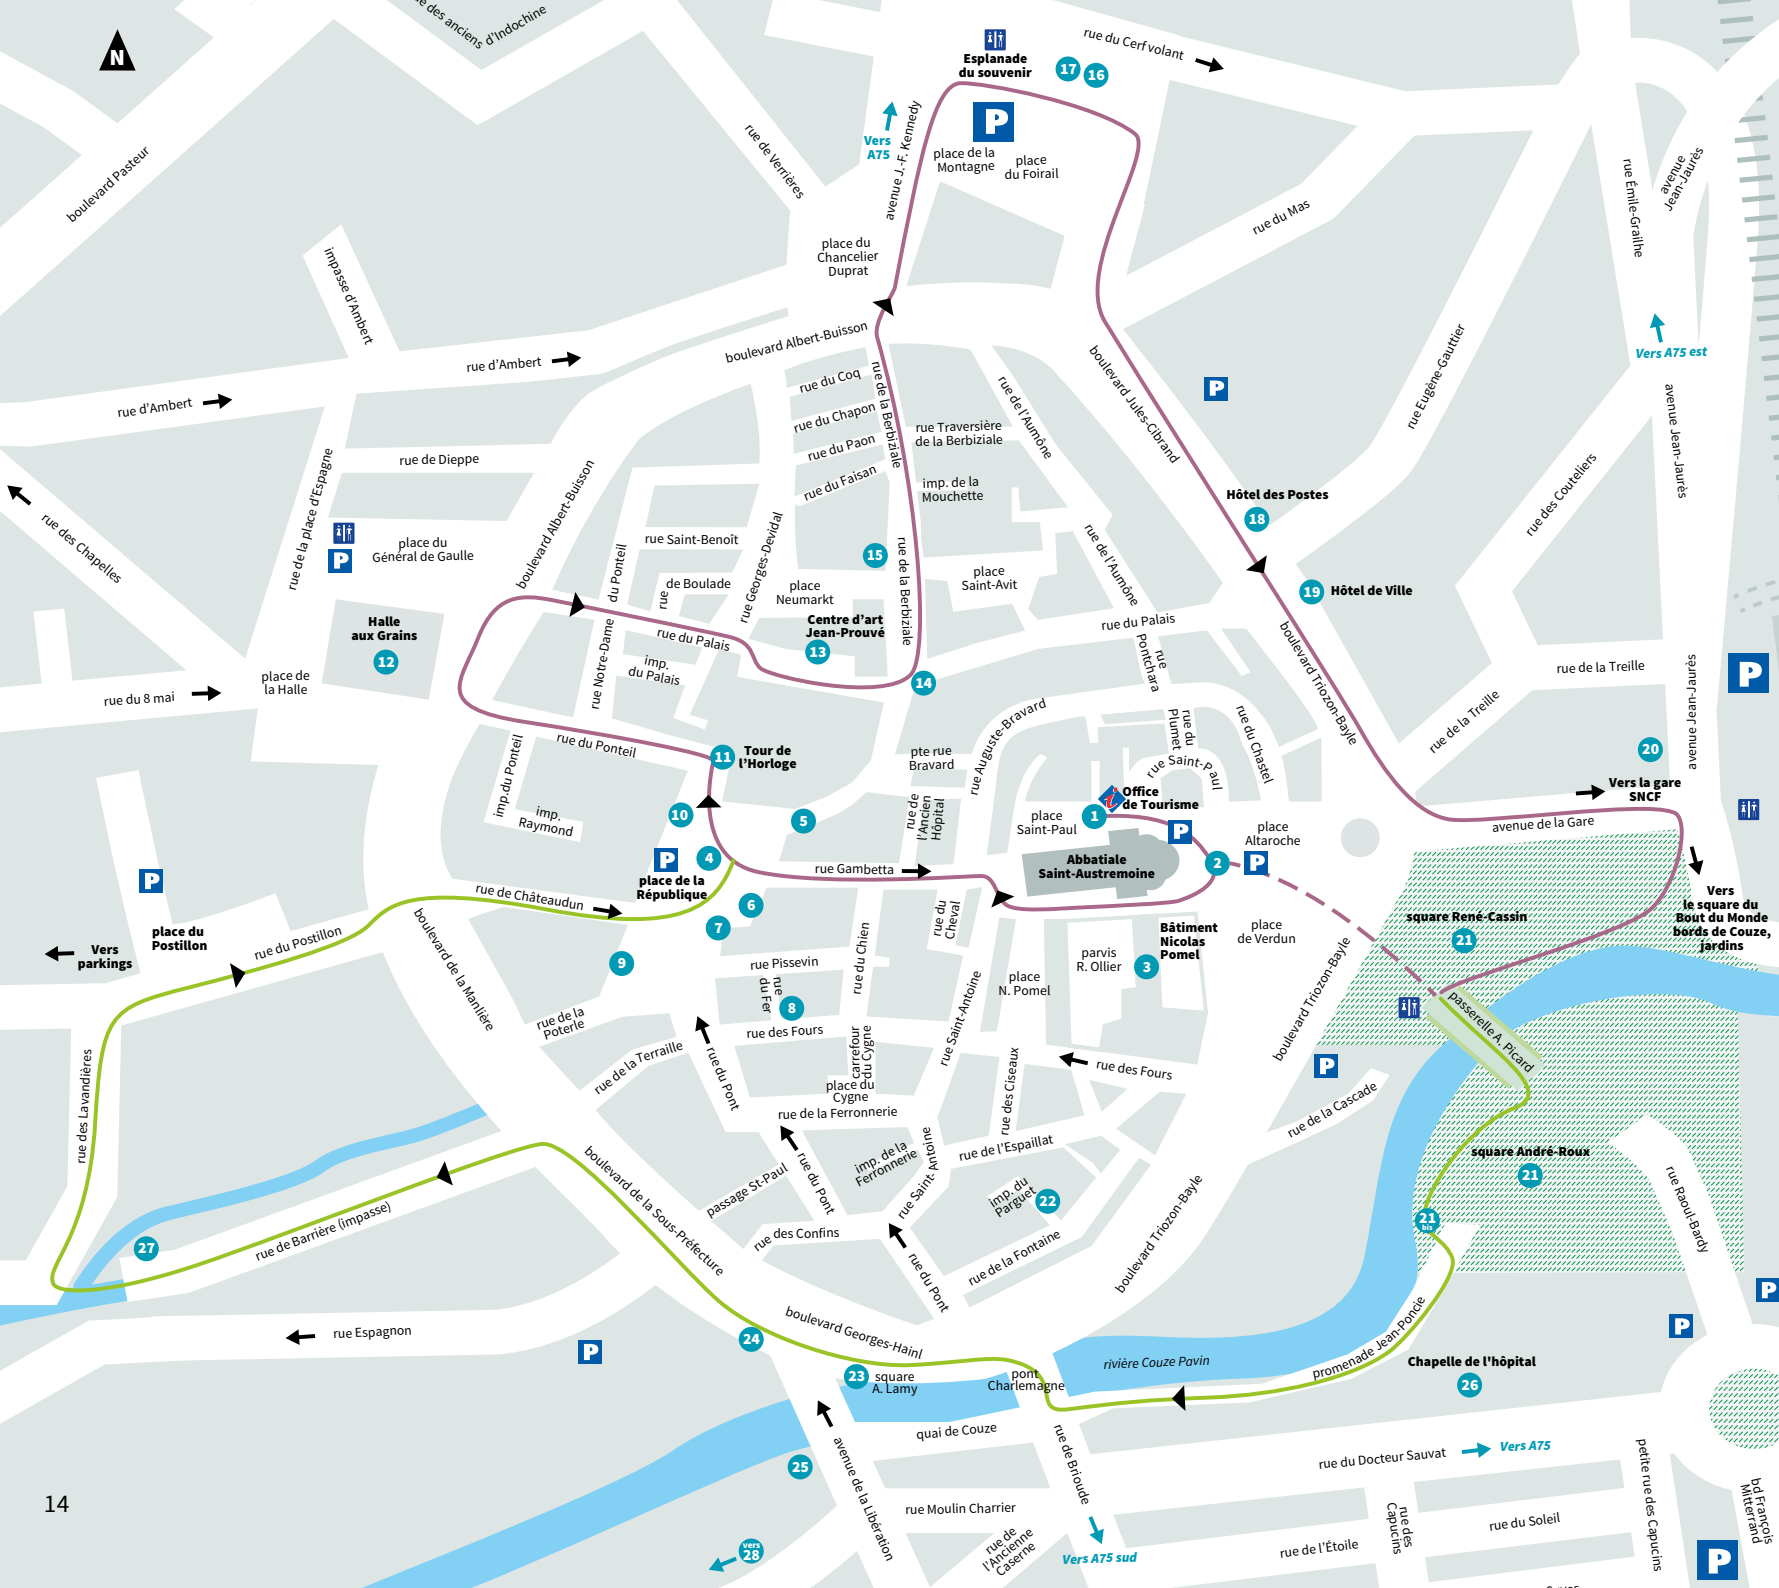 rue des anciens d'Indochine
N
rue du Cerf volant
Esplanade
du souvenir
17
16
P
Vers
A75
avenue J.-F. Kennedy
place de la
Montagne
place
du Foirail
rue de Verrières
boulevard Pasteur
rue Émile-Grailhe
avenue
Jean-Jaurès
rue du Mas
place du
Chancelier
Duprat
impasse d'Ambert
boulevard Albert-Buisson
rue d'Ambert
rue d'Ambert
rue du Coq
rue du Chapon
rue du Paon
rue du Faisan
rue de la Berbiziale
rue Traversière
de la Berbiziale
imp. de la
Mouchette
rue de l'Aumône
boulevard Jules-Cibrand
P
rue Eugène-Gauttier
Vers A75 est
avenue Jean-Jaurès
rue des Couteliers
rue de Dieppe
rue de la place d'Espagne
boulevard Albert-Buisson
rue des Chapelles
P
place du
Général de Gaulle
rue Saint-Benoît
rue
de Boulade
rue Georges-Devidal
rue Notre-Dame
du Ponteil
15
place
Neumarkt
rue de la Berbiziale
place
Saint-Avit
rue de l'Aumône
Hôtel des Postes
18
19
Hôtel de Ville
Halle
aux Grains
12
Centre d'art
Jean-Prouvé
13
14
rue du Palais
rue du Palais
imp.
du Palais
rue
Pontchara
boulevard Triozon-Bayle
rue de la Treille
rue de la Treille
P
avenue Jean-Jaurès
place de
la Halle
rue du 8 mai
rue du Ponteil
imp.du Ponteil
imp.
Raymond
11
Tour de
l'Horloge
pte rue
Bravard
rue Auguste-Bravard
rue du
Plumet
rue Saint-Paul
rue du Chastel
20
Vers la gare
SNCF
avenue de la Gare
10
5
4
P
place de la
République
rue de
l'Ancien
Hôpital
i
Office
de Tourisme
1
place
Saint-Paul
P
place
Altaroche
2
P
Abbatiale
Saint-Austremoine
rue Gambetta
P
rue de Châteaudun
6
7
9
place du
Postillon
Vers
parkings
rue du Postillon
boulevard de la Manlière
rue du
Cheval
rue du Chien
rue Pissevin
rue
du Fer
8
rue des Fours
rue de la
Poterle
rue de la Terraille
rue Saint-Antoine
place
N. Pomel
parvis
R. Ollier
Bâtiment
Nicolas
Pomel
3
place
de Verdun
boulevard Triozon-Bayle
square René-Cassin
21
Vers
le square du
Bout du Monde
bords de Couze,
jardins
passerelle A. Picard
P
rue des Fours
rue de la Cascade
rue des Ciseaux
carrefour
du Cygne
place du
Cygne
rue de la Ferronnerie
rue du Pont
imp. de la
Ferronnerie
rue de l'Espaillat
rue Saint-Antoine
imp. du
Parguet
22
passage St-Paul
rue du Pont
rue des Confins
rue de la Fontaine
rue du Pont
boulevard Triozon-Bayle
square André-Roux
21
21
bis
rue Raoul-Bardy
rue des Lavandières
27
rue de Barrière (impasse)
boulevard de la Sous-Préfecture
rue Espagnon
P
24
boulevard Georges-Hainl
23
square
A. Lamy
pont
Charlemagne
rivière Couze Pavin
promenade Jean-Poncie
P
P
Chapelle de l'hôpital
26
quai de Couze
25
avenue de la Libération
rue de Brioude
rue du Docteur Sauvat
Vers A75
14
rue Moulin Charrier
rue de
l'Ancienne
Caserne
Vers A75 sud
vers
28
rue de l'Étoile
rue des
Capucins
rue du Soleil
petite rue des Capucins
bd François
Mitterrand
P